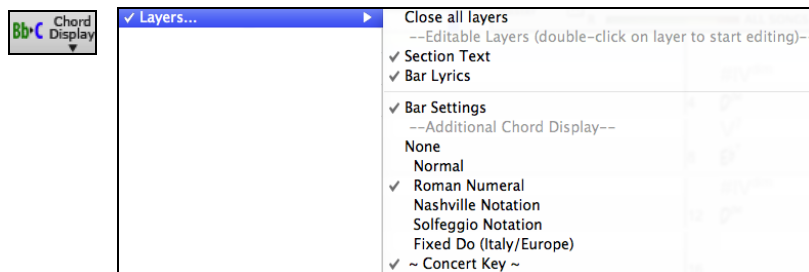 Bb▸C Chord Display ▼
✓ Layers... ▶
Close all layers
--Editable Layers (double-click on layer to start editing)-
✓ Section Text
✓ Bar Lyrics
✓ Bar Settings
--Additional Chord Display--
None
Normal
✓ Roman Numeral
Nashville Notation
Solfeggio Notation
Fixed Do (Italy/Europe)
✓ ~ Concert Key ~